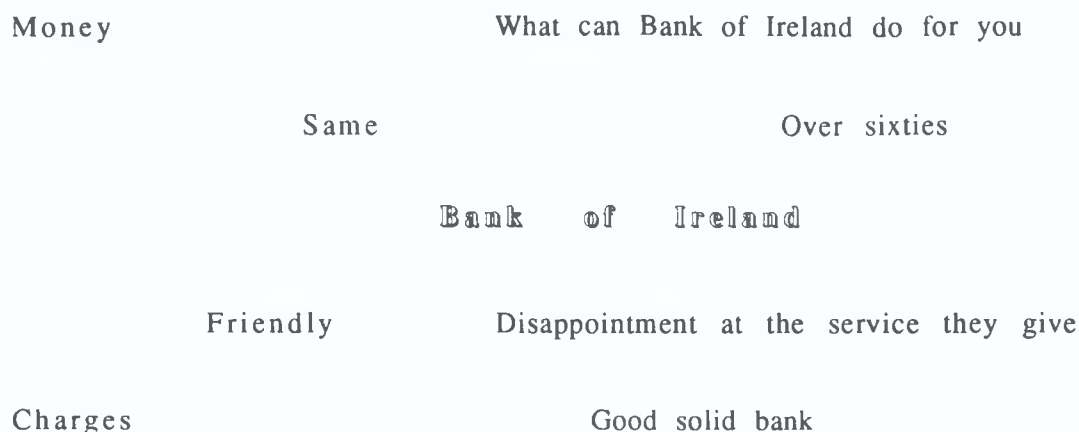 Money What can Bank of Ireland do for you
Same Over sixties
Bank of Ireland
Friendly Disappointment at the service they give
Charges Good solid bank